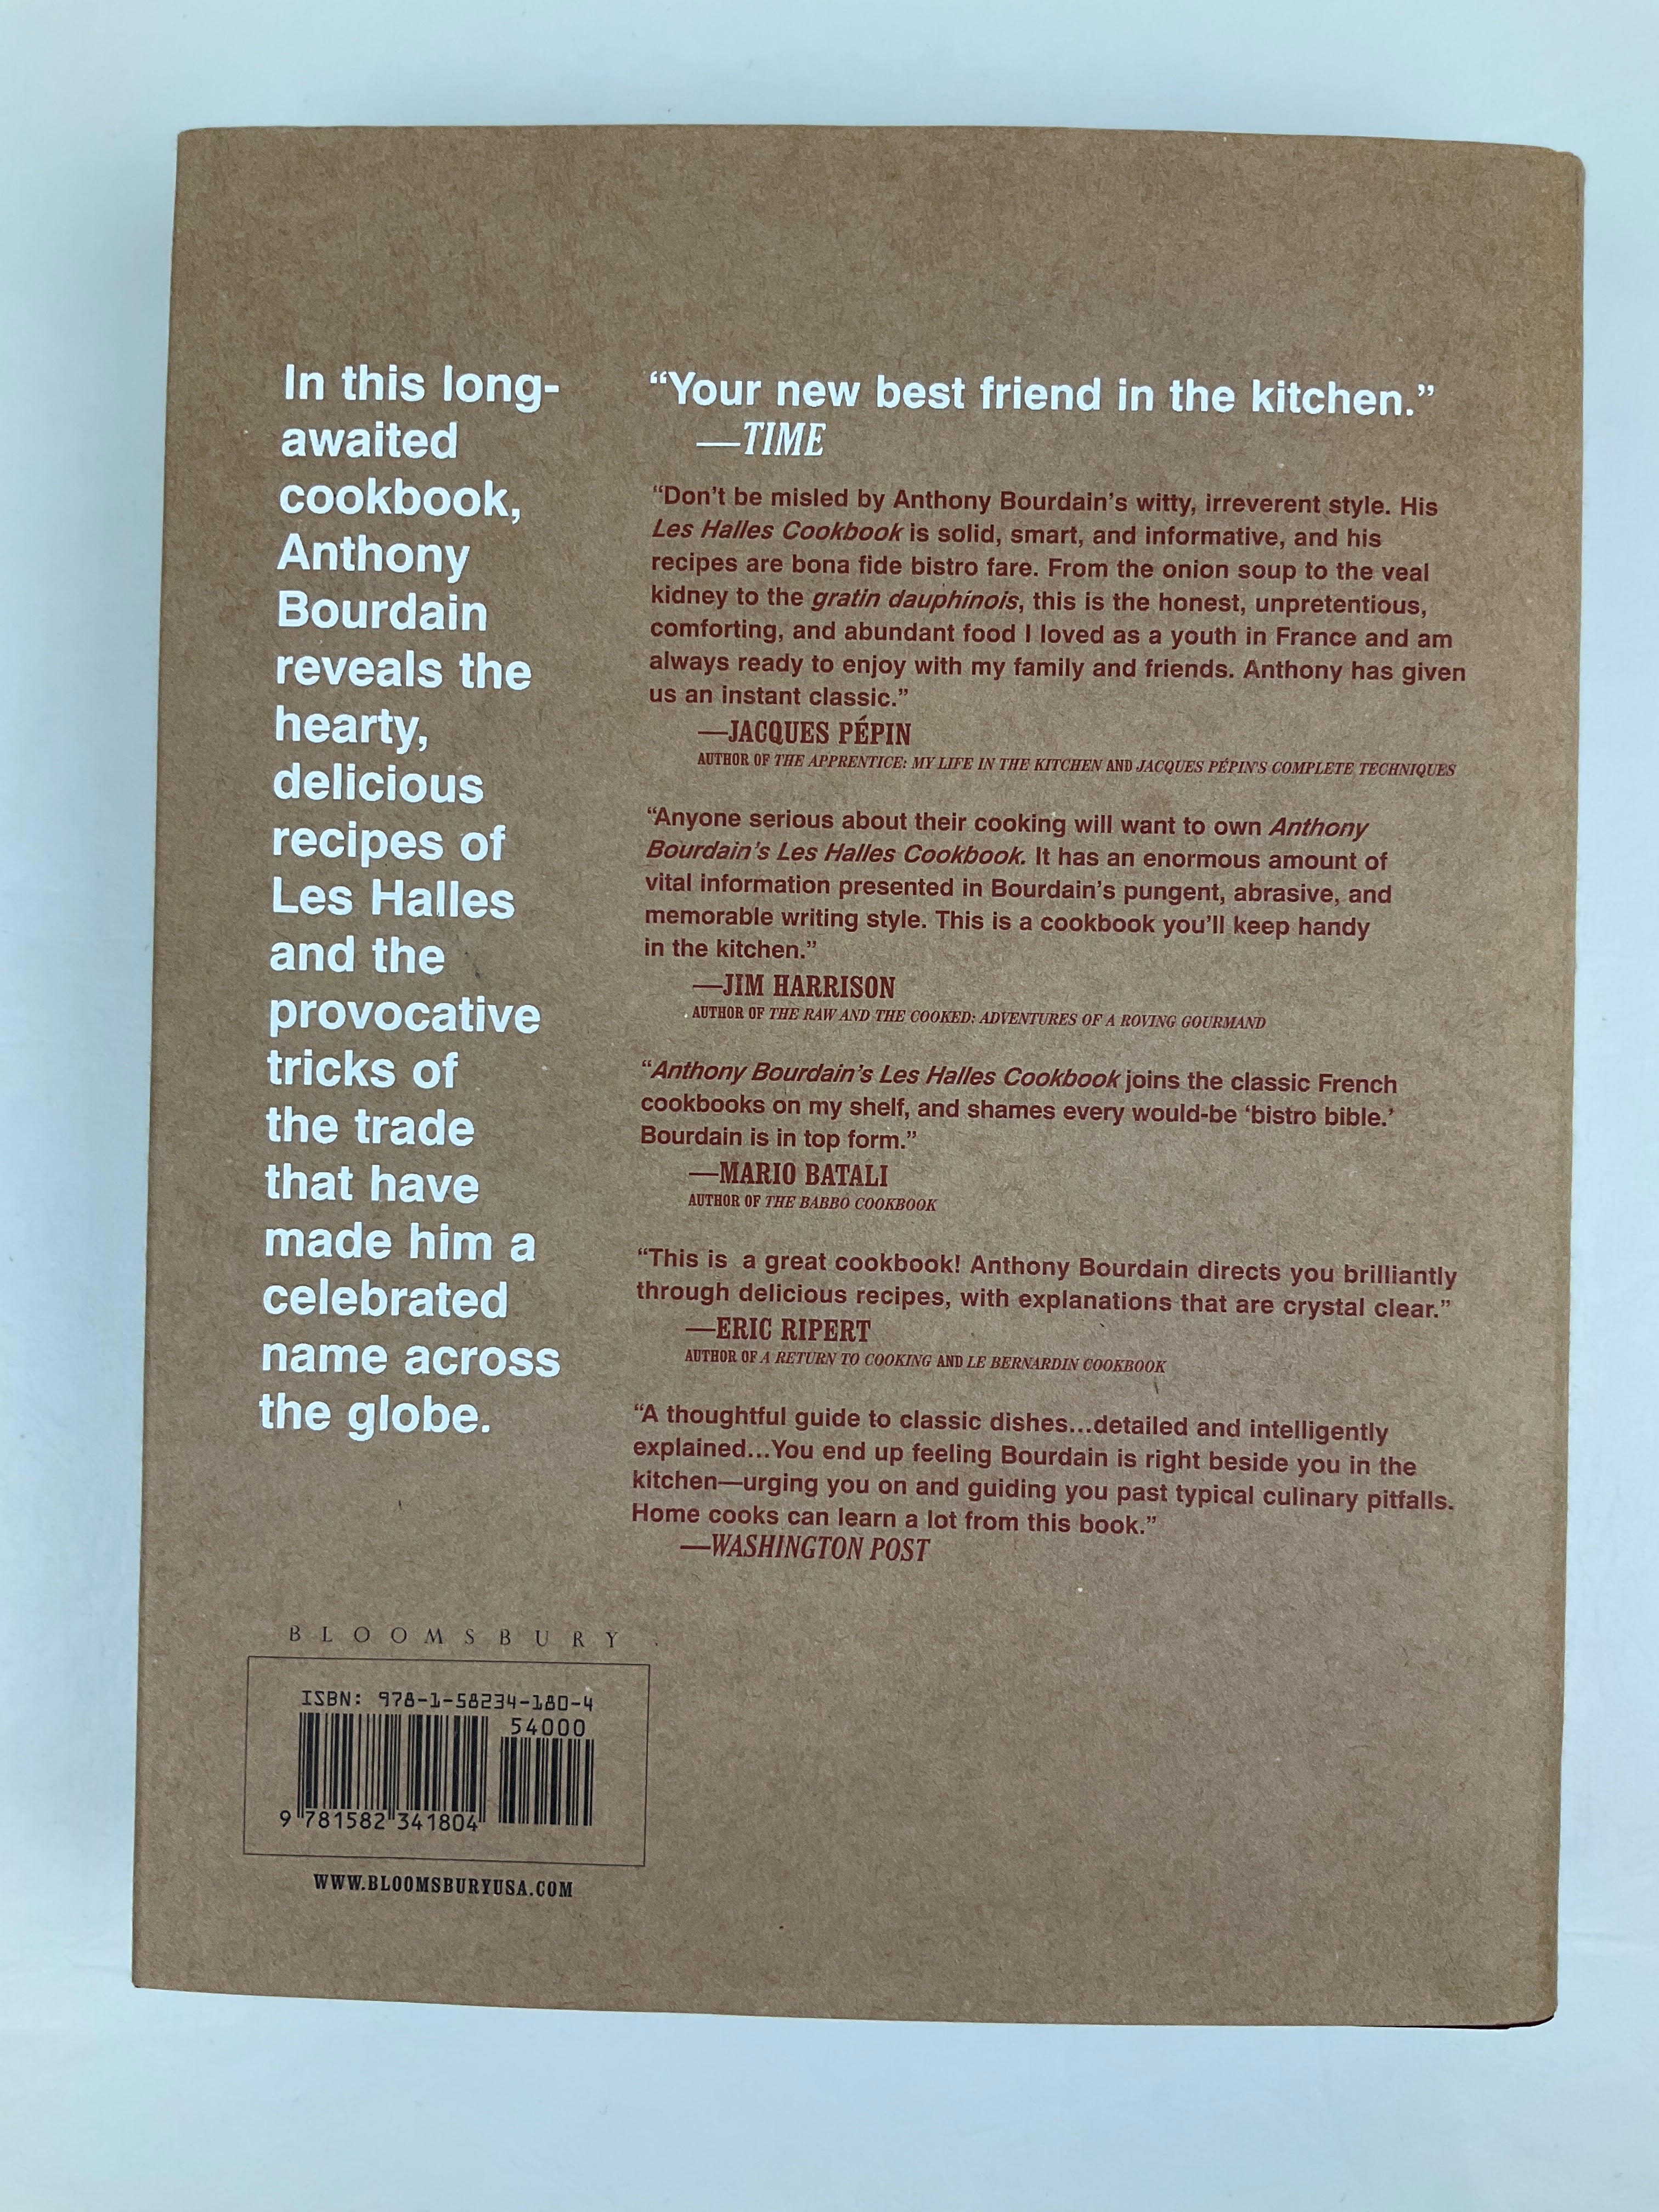 In this long-
awaited
cookbook,
Anthony
Bourdain
reveals the
hearty,
delicious
recipes of
Les Halles
and the
provocative
tricks of
the trade
that have
made him a
celebrated
name across
the globe.
“Your new best friend in the kitchen.”
—TIME
“Don’t be misled by Anthony Bourdain’s witty, irreverent style. His
Les Halles Cookbook is solid, smart, and informative, and his
recipes are bona fide bistro fare. From the onion soup to the veal
kidney to the gratin dauphinois, this is the honest, unpretentious,
comforting, and abundant food I loved as a youth in France and am
always ready to enjoy with my family and friends. Anthony has given
us an instant classic.”
—JACQUES PÉPIN
AUTHOR OF THE APPRENTICE: MY LIFE IN THE KITCHEN AND JACQUES PÉPIN’S COMPLETE TECHNIQUES
“Anyone serious about their cooking will want to own Anthony
Bourdain’s Les Halles Cookbook. It has an enormous amount of
vital information presented in Bourdain’s pungent, abrasive, and
memorable writing style. This is a cookbook you’ll keep handy
in the kitchen.”
—JIM HARRISON
AUTHOR OF THE RAW AND THE COOKED: ADVENTURES OF A ROVING GOURMAND
“Anthony Bourdain’s Les Halles Cookbook joins the classic French
cookbooks on my shelf, and shames every would-be ‘bistro bible.’
Bourdain is in top form.”
—MARIO BATALI
AUTHOR OF THE BABBO COOKBOOK
“This is a great cookbook! Anthony Bourdain directs you brilliantly
through delicious recipes, with explanations that are crystal clear.”
—ERIC RIPERT
AUTHOR OF A RETURN TO COOKING AND LE BERNARDIN COOKBOOK
“A thoughtful guide to classic dishes...detailed and intelligently
explained...You end up feeling Bourdain is right beside you in the
kitchen—urging you on and guiding you past typical culinary pitfalls.
Home cooks can learn a lot from this book.”
—WASHINGTON POST
BLOOMSBURY
ISBN: 978-1-58234-180-4
54000
9 781582 341804
WWW.BLOOMSBURYUSA.COM